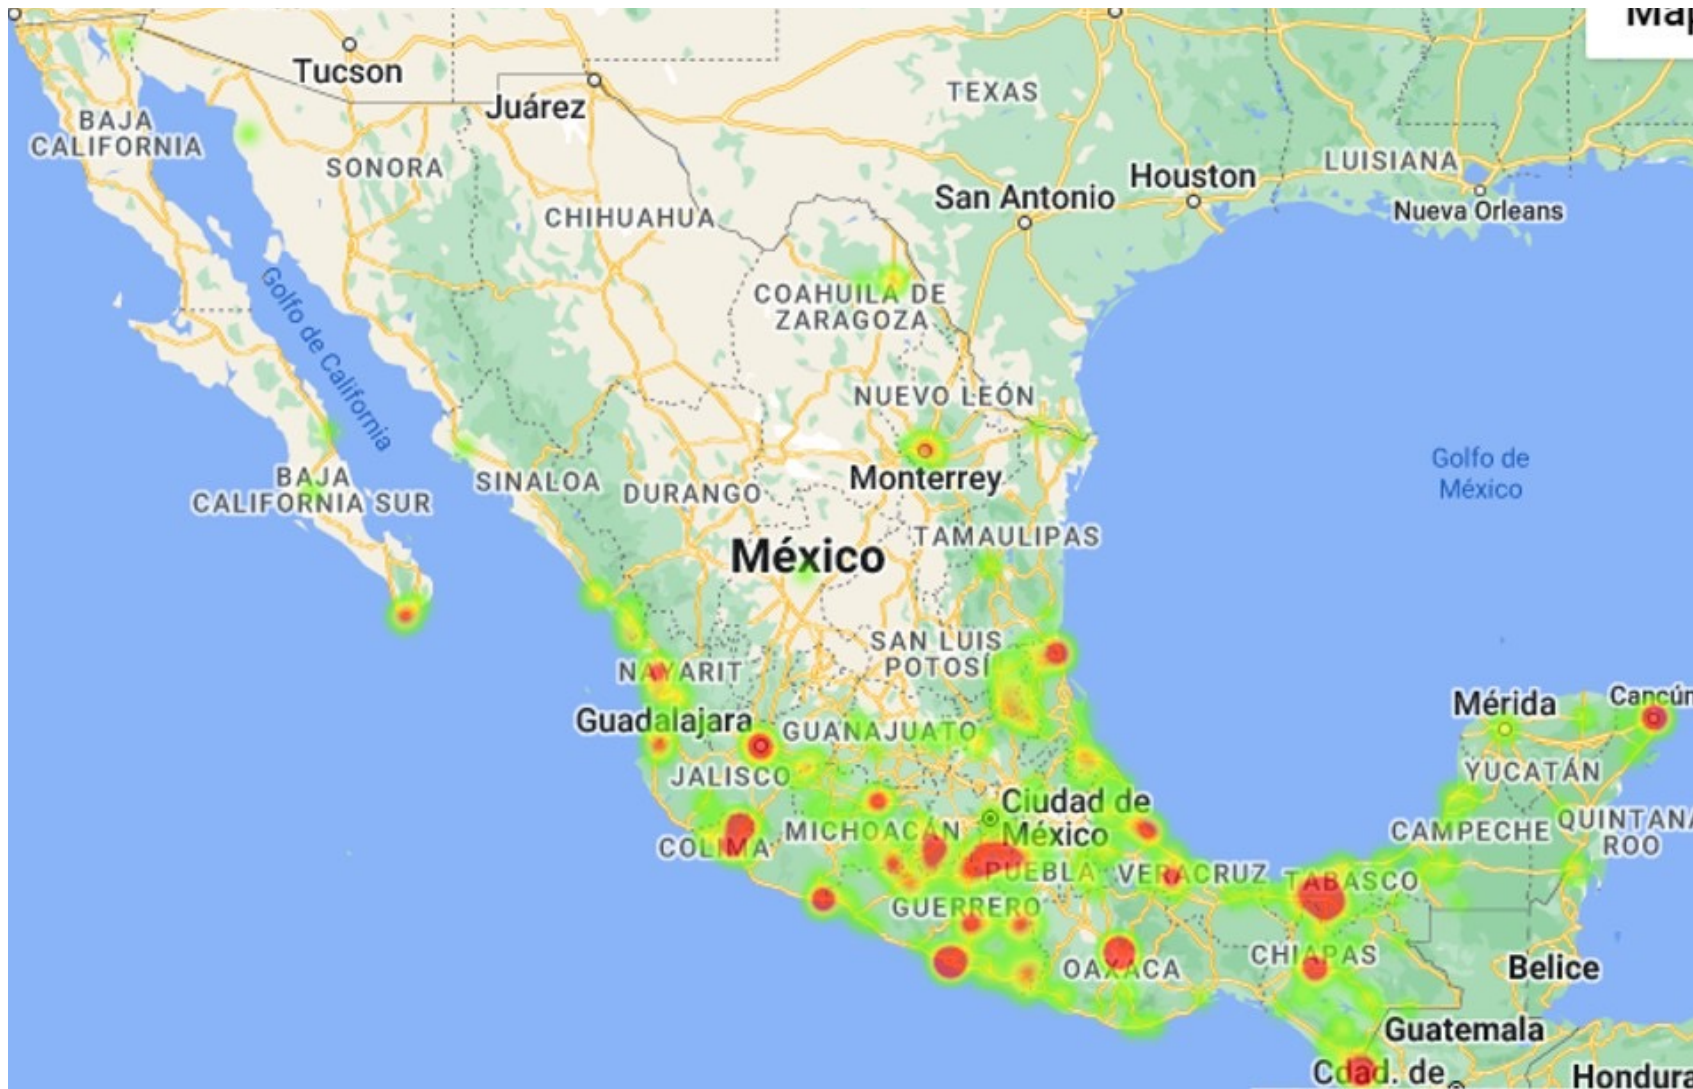 Tucson
Juárez
TEXAS
BAJA
CALIFORNIA
SONORA
CHIHUAHUA
San Antonio
Houston
LUISIANA
Nueva Orleans
Golfo de California
COAHUILA DE
ZARAGOZA
NUEVO LEÓN
Monterrey
Golfo de
México
BAJA
CALIFORNIA SUR
SINALOA
DURANGO
TAMAULIPAS
México
SAN LUIS
POTOSÍ
NAYARIT
Guadalajara
GUANAJUATO
Mérida
Cancún
JALISCO
YUCATÁN
Ciudad de
México
MICHOACÁN
COLIMA
PUEBLA
VERACRUZ
TABASCO
CAMPECHE
QUINTANA
ROO
GUERRERO
OAXACA
CHIAPAS
Belice
Guatemala
Cdad. de
Hondura